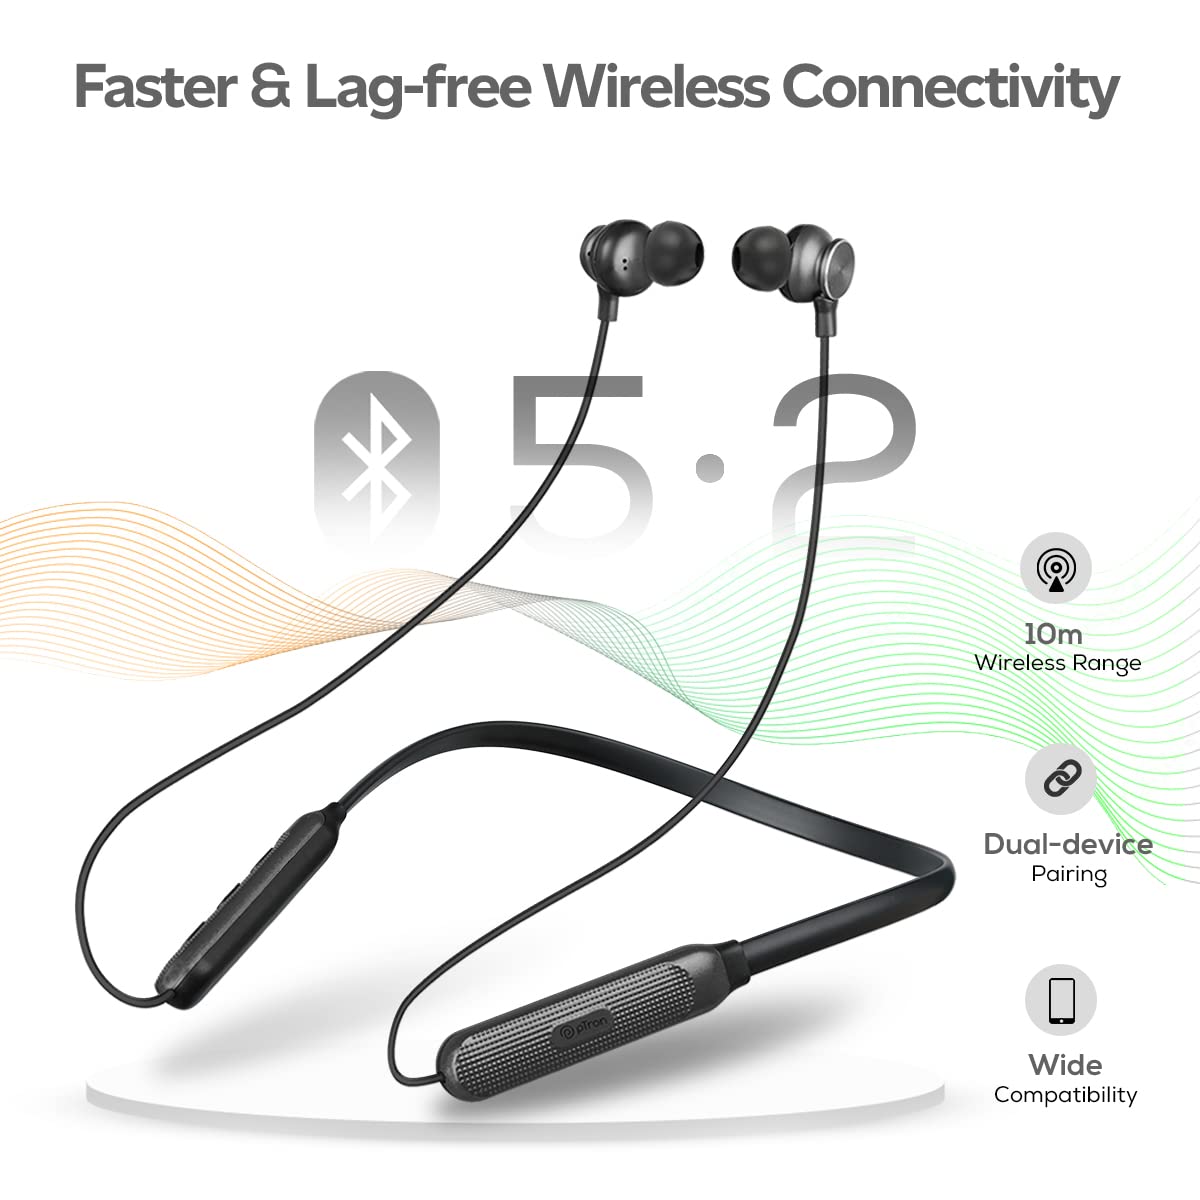 Faster & Lag-free Wireless Connectivity
5.2
10m
Wireless Range
Dual-device
Pairing
pTron
Wide
Compatibility